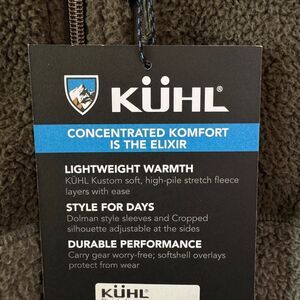 KÜHL®
CONCENTRATED KOMFORT
IS THE ELIXIR
LIGHTWEIGHT WARMTH
KÜHL Kustom soft, high-pile stretch fleece
layers with ease
STYLE FOR DAYS
Dolman style sleeves and Cropped
silhouette adjustable at the sides
DURABLE PERFORMANCE
Carry gear worry-free; softshell overlays
protect from wear
KÜHL